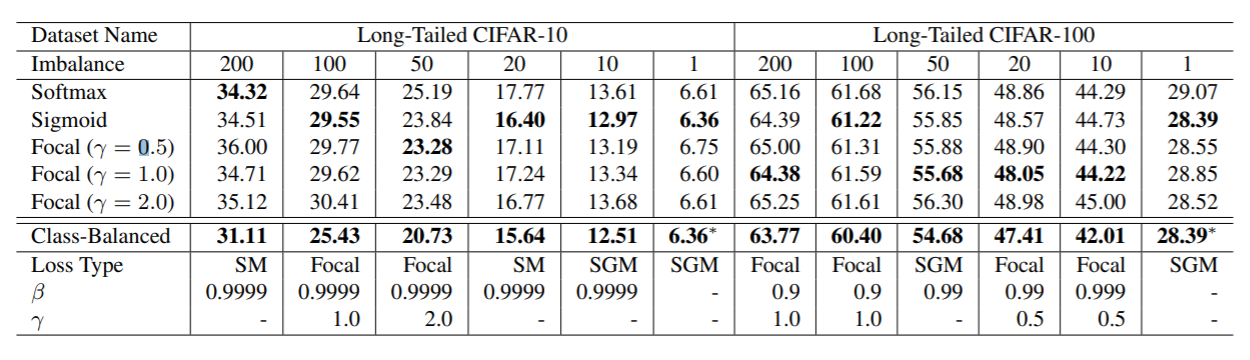 Dataset Name Long-Tailed CIFAR-10 Long-Tailed CIFAR-100
Imbalance 200 100 50 20 10 1 200 100 50 20 10 1
Softmax 34.32 29.64 25.19 17.77 13.61 6.61 65.16 61.68 56.15 48.86 44.29 29.07
Sigmoid 34.51 29.55 23.84 16.40 12.97 6.36 64.39 61.22 55.85 48.57 44.73 28.39
Focal (γ = 0.5) 36.00 29.77 23.28 17.11 13.19 6.75 65.00 61.31 55.88 48.90 44.30 28.55
Focal (γ = 1.0) 34.71 29.62 23.29 17.24 13.34 6.60 64.38 61.59 55.68 48.05 44.22 28.85
Focal (γ = 2.0) 35.12 30.41 23.48 16.77 13.68 6.61 65.25 61.61 56.30 48.98 45.00 28.52
Class-Balanced 31.11 25.43 20.73 15.64 12.51 6.36* 63.77 60.40 54.68 47.41 42.01 28.39*
Loss Type SM Focal Focal SM SGM SGM Focal Focal SGM Focal Focal SGM
β 0.9999 0.9999 0.9999 0.9999 0.9999 - 0.9 0.9 0.99 0.99 0.999 -
γ - 1.0 2.0 - - - 1.0 1.0 - 0.5 0.5 -